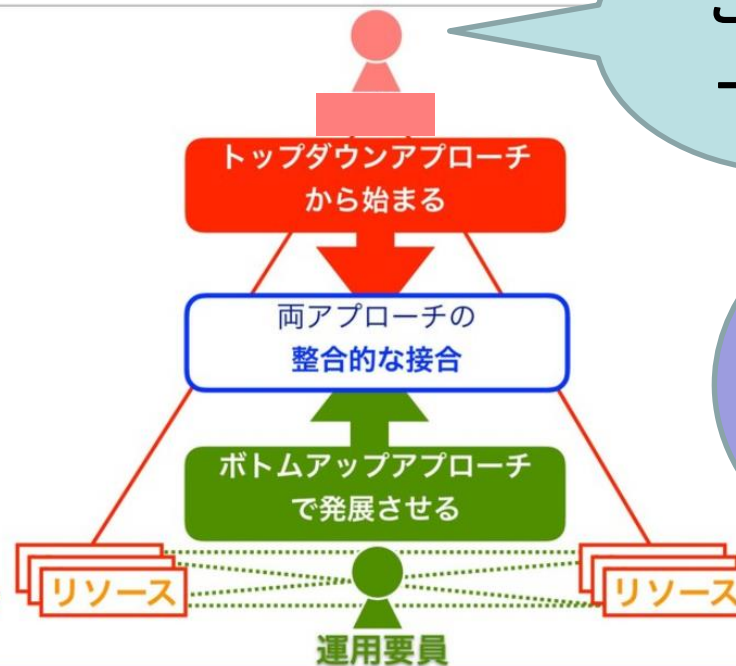 トップダウンアプローチ
から始まる
両アプローチの
整合的な接合
ボトムアップアプローチ
で発展させる
リソース
リソース
運用要員